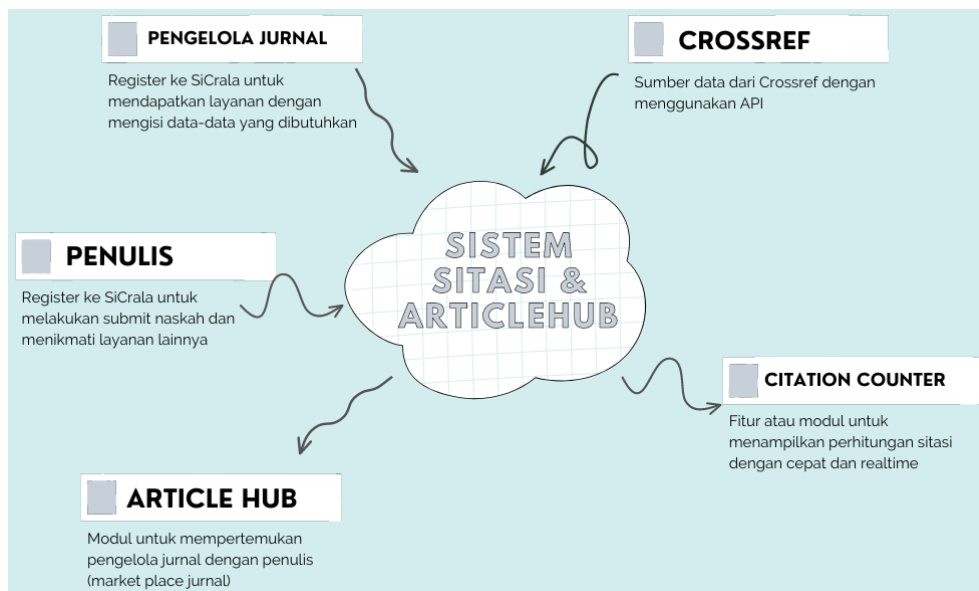 PENGELOLA JURNAL
Register ke SiCrala untuk
mendapatkan layanan dengan
mengisi data-data yang dibutuhkan
CROSSREF
Sumber data dari Crossref dengan
menggunakan API
PENULIS
Register ke SiCrala untuk
melakukan submit naskah dan
menikmati layanan lainnya
SISTEM
SITASI &
ARTICLEHUB
CITATION COUNTER
Fitur atau modul untuk
menampilkan perhitungan sitasi
dengan cepat dan realtime
ARTICLE HUB
Modul untuk mempertemukan
pengelola jurnal dengan penulis
(market place jurnal)